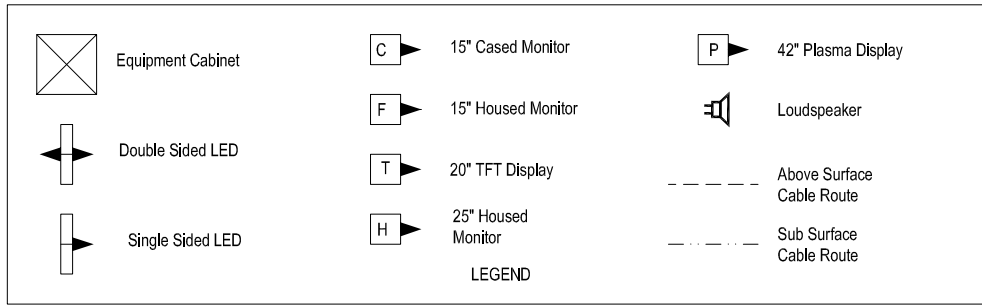 Equipment Cabinet
Double Sided LED
Single Sided LED
C 15" Cased Monitor
F 15" Housed Monitor
T 20" TFT Display
H 25" Housed
Monitor
P 42" Plasma Display
Loudspeaker
Above Surface
Cable Route
Sub Surface
Cable Route
LEGEND